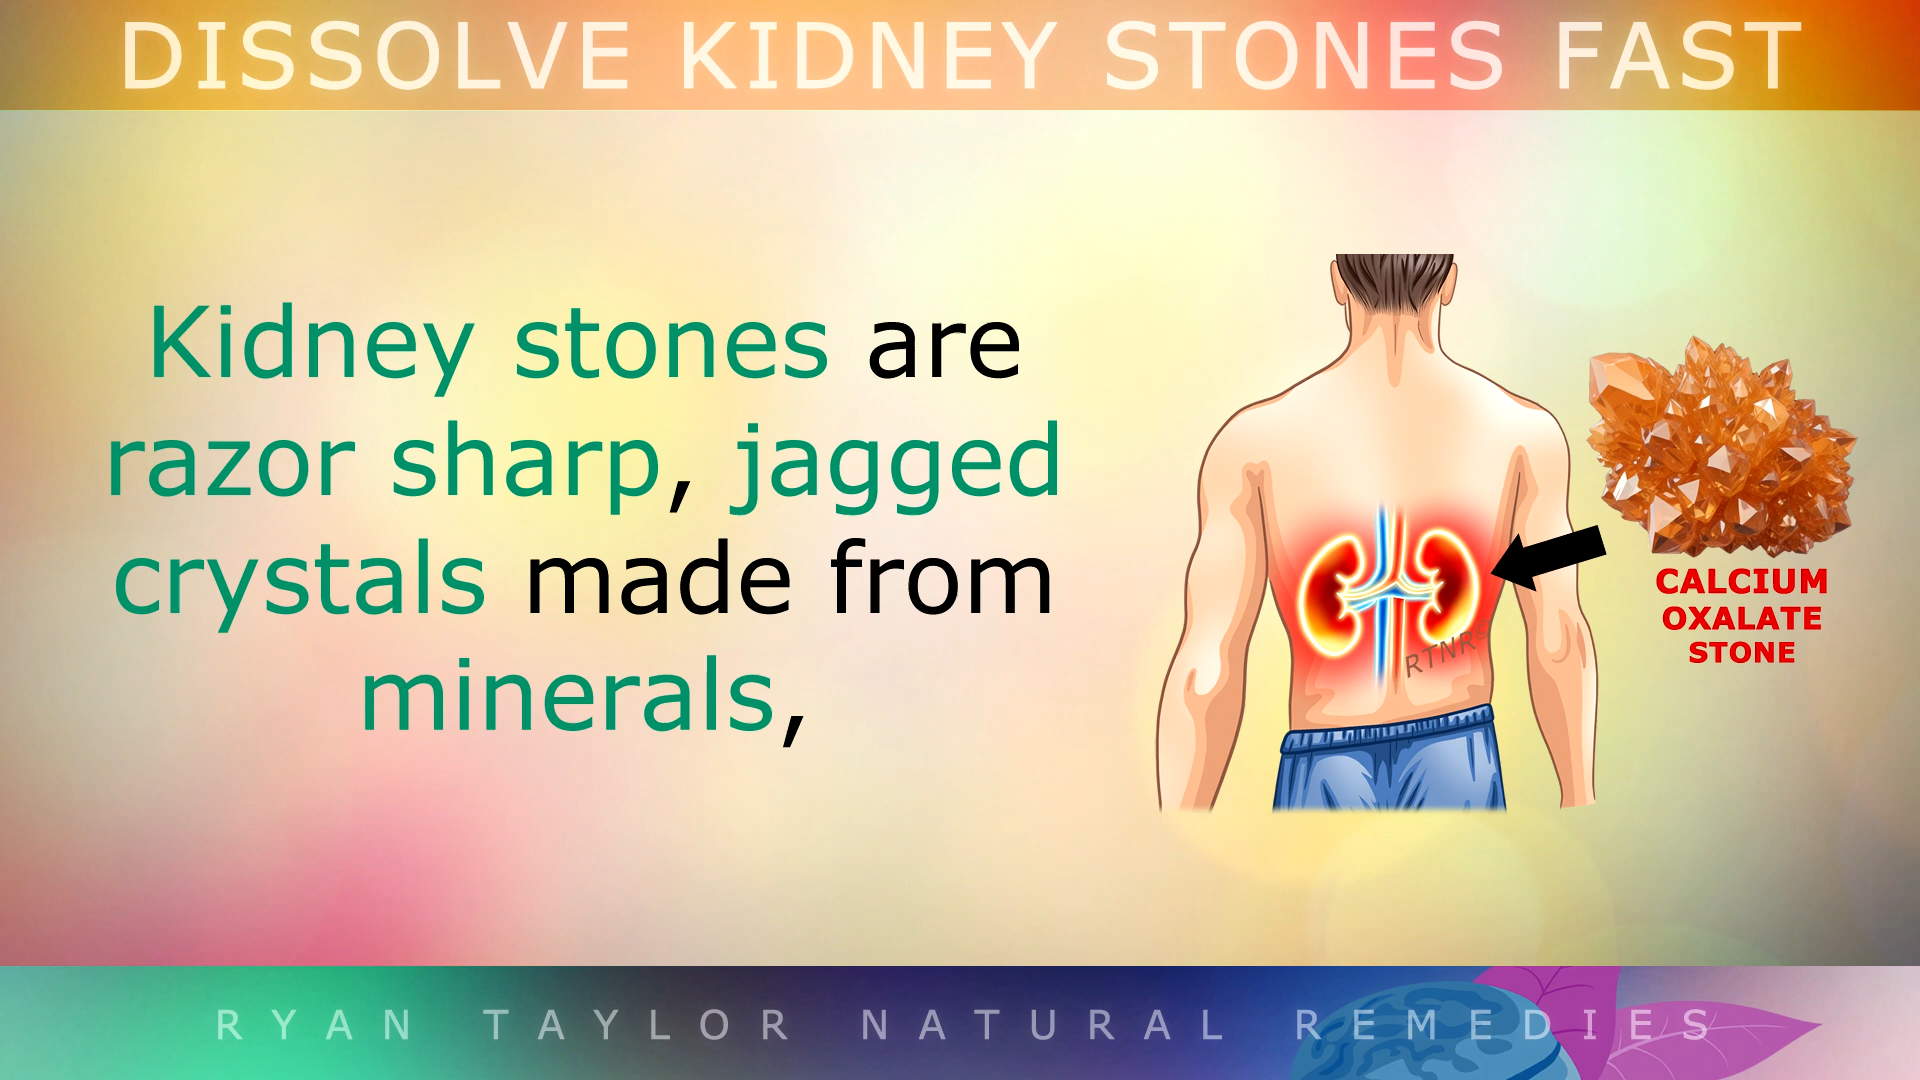 DISSOLVE KIDNEY STONES FAST
Kidney stones are
razor sharp, jagged
crystals made from
minerals,
CALCIUM
OXALATE
STONE
RYAN TAYLOR NATURAL REMEDIES